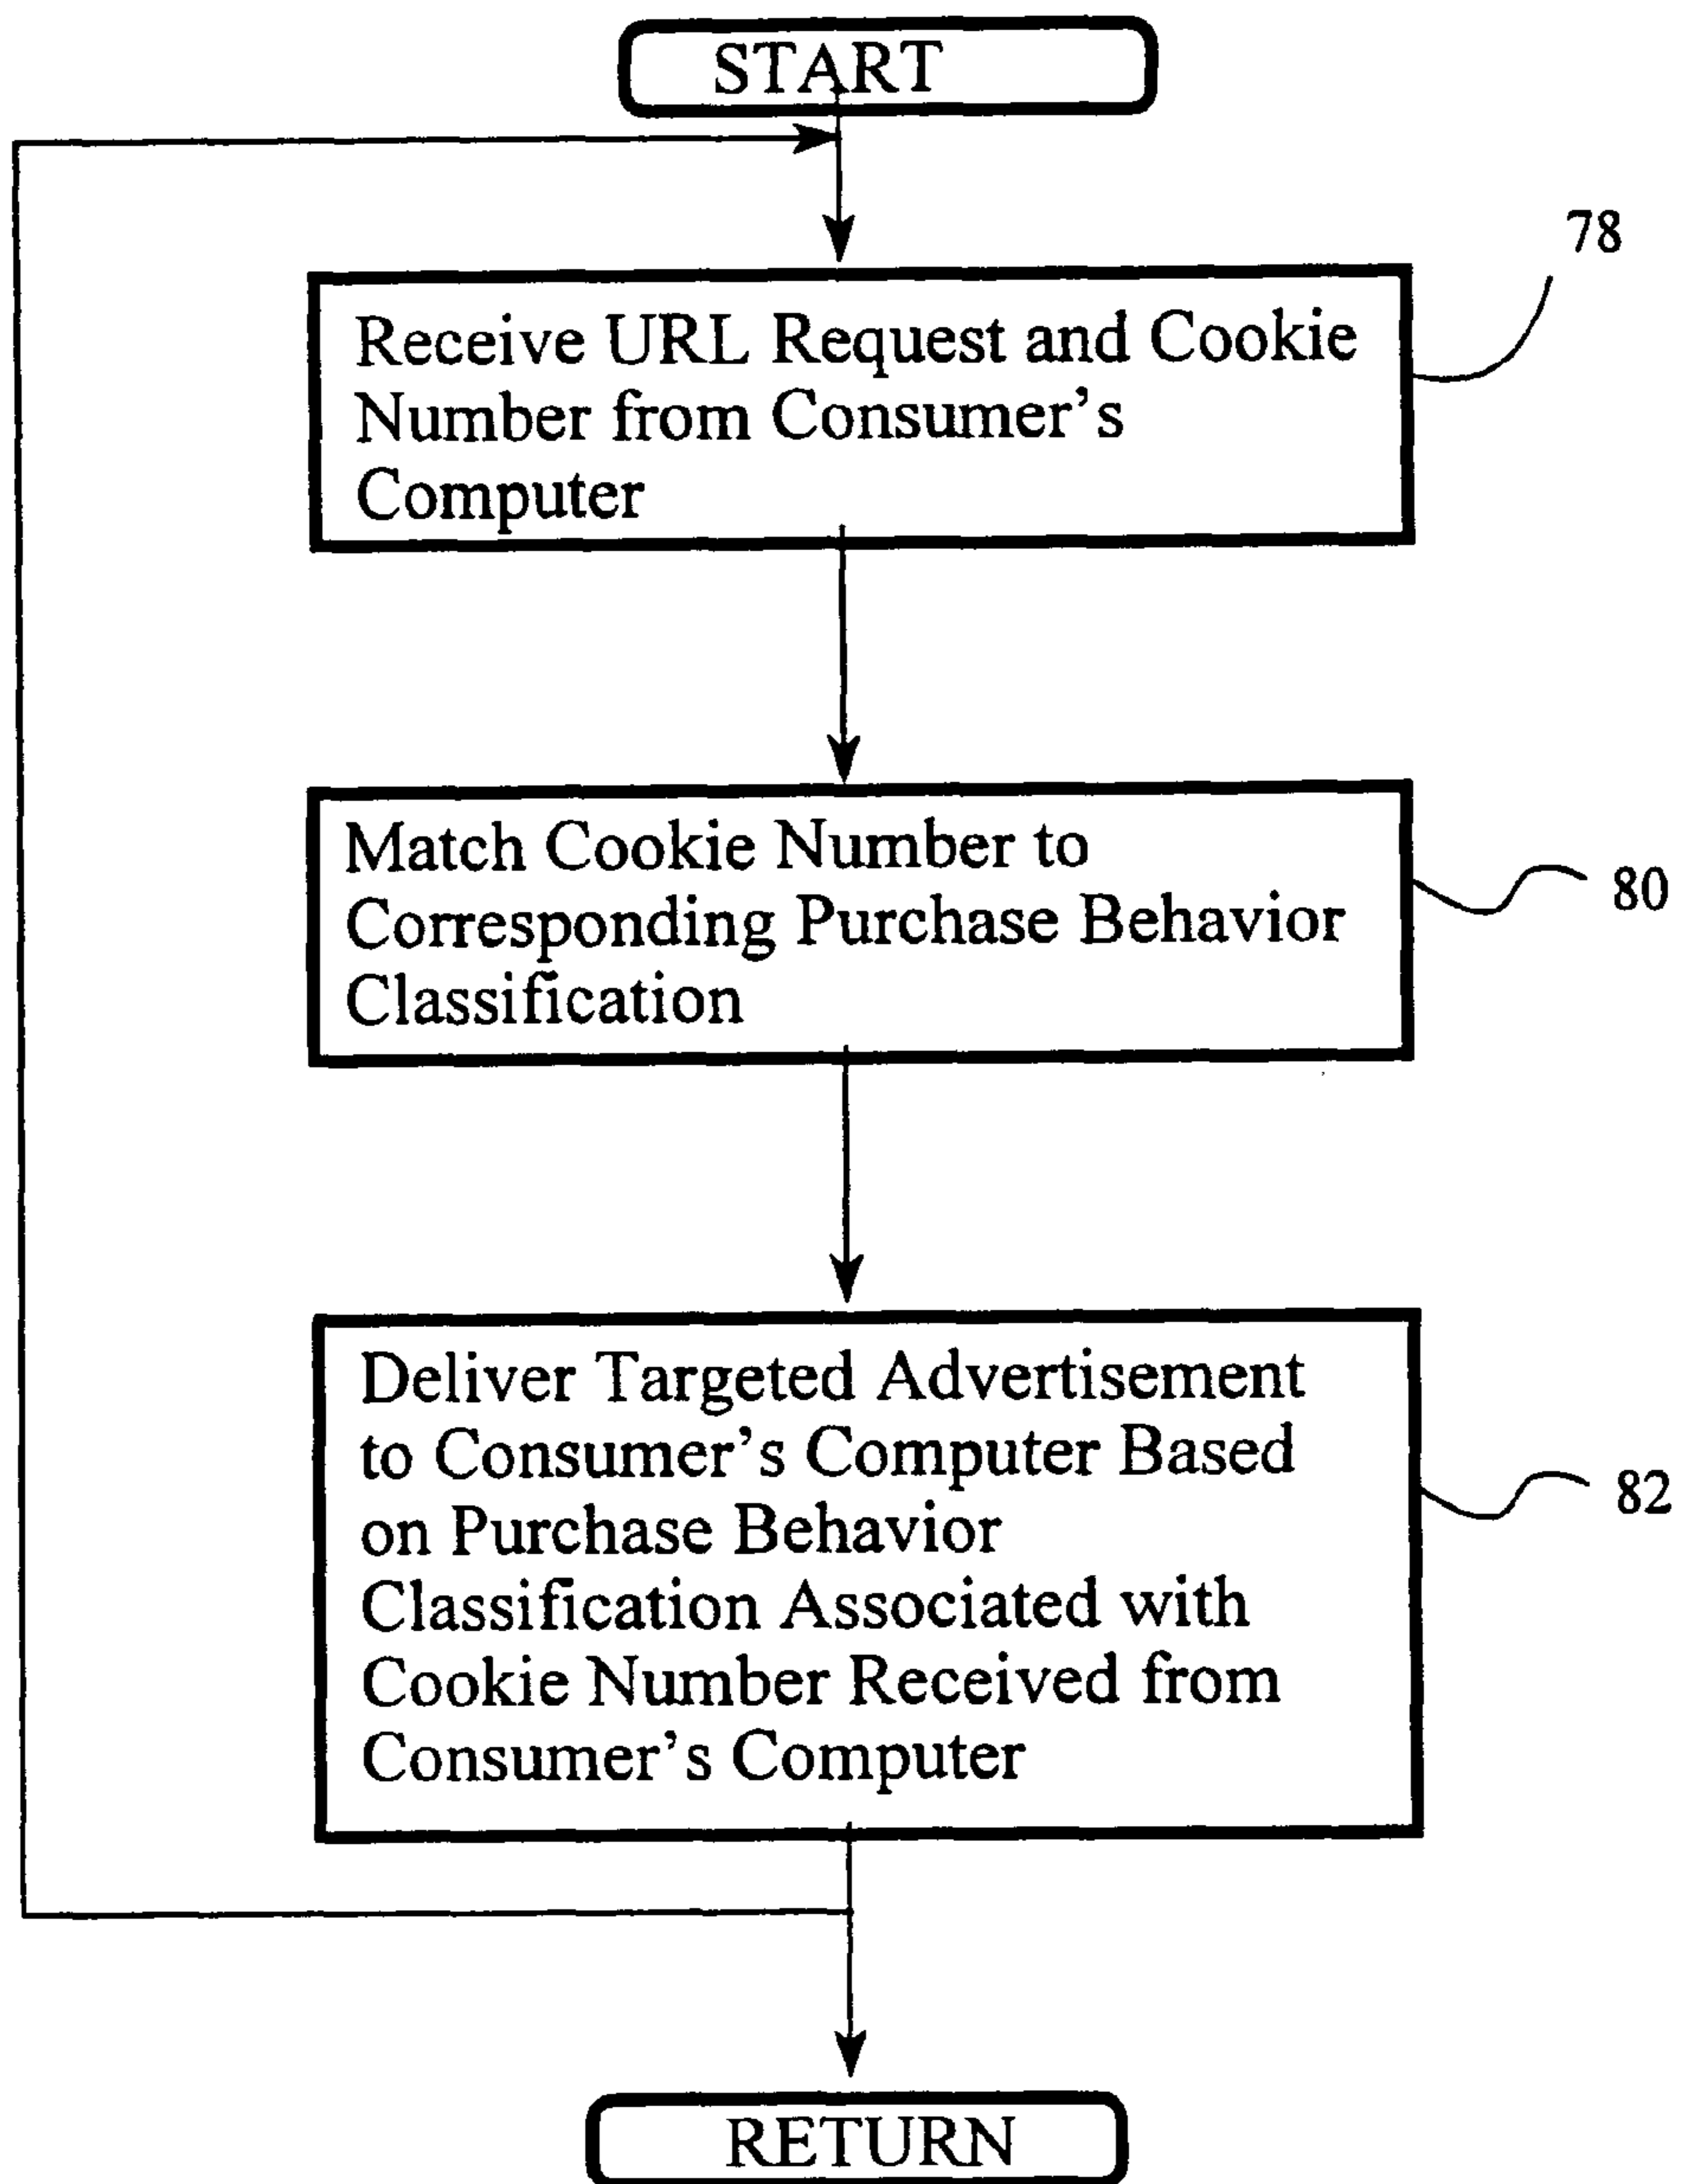 START
78
Receive URL Request and Cookie
Number from Consumer's
Computer
Match Cookie Number to
Corresponding Purchase Behavior
Classification
80
Deliver Targeted Advertisement
to Consumer's Computer Based
on Purchase Behavior
Classification Associated with
Cookie Number Received from
Consumer's Computer
82
RETURN